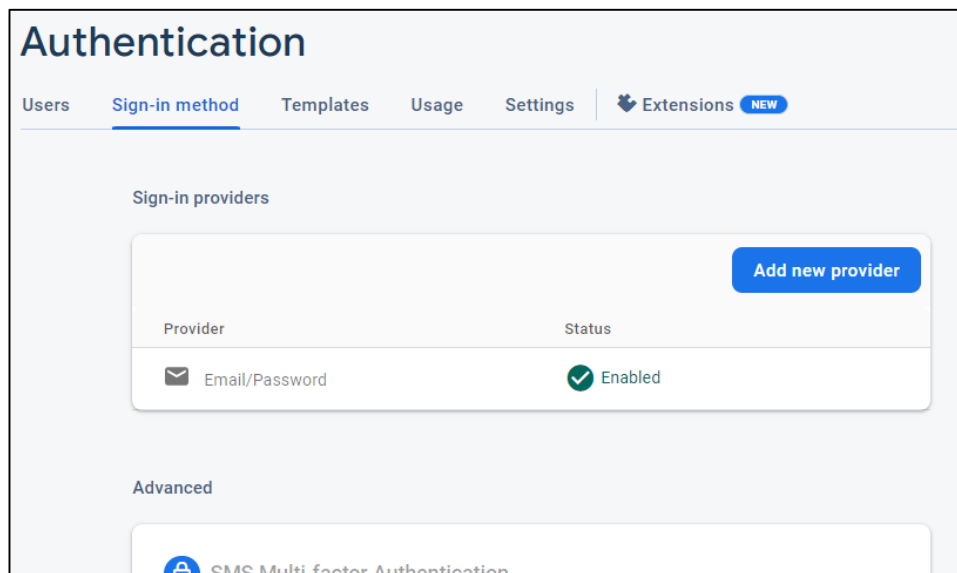 Authentication
Users Sign-in method Templates Usage Settings Extensions NEW
Sign-in providers
Add new provider
Provider Status
Email/Password Enabled
Advanced
SMS Multi-factor Authentication